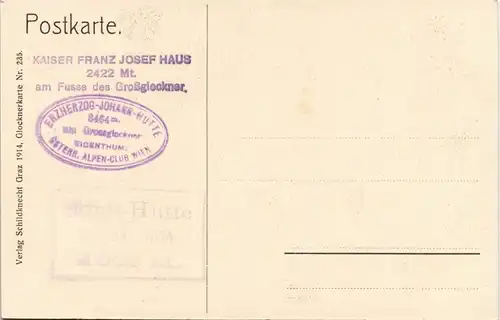 Postkarte.
KAISER FRANZ JOSEF HAUS
2422 Mt.
am Fusse des Großglockner.
ERZHERZOG-JOHANN-HÜTTE
3464 m.
am Grossglockner
EIGENTHUM:
ÖSTERR. ALPEN-CLUB WIEN
Verlag Schildknecht Graz 1914, Glocknerkarte Nr. 235.